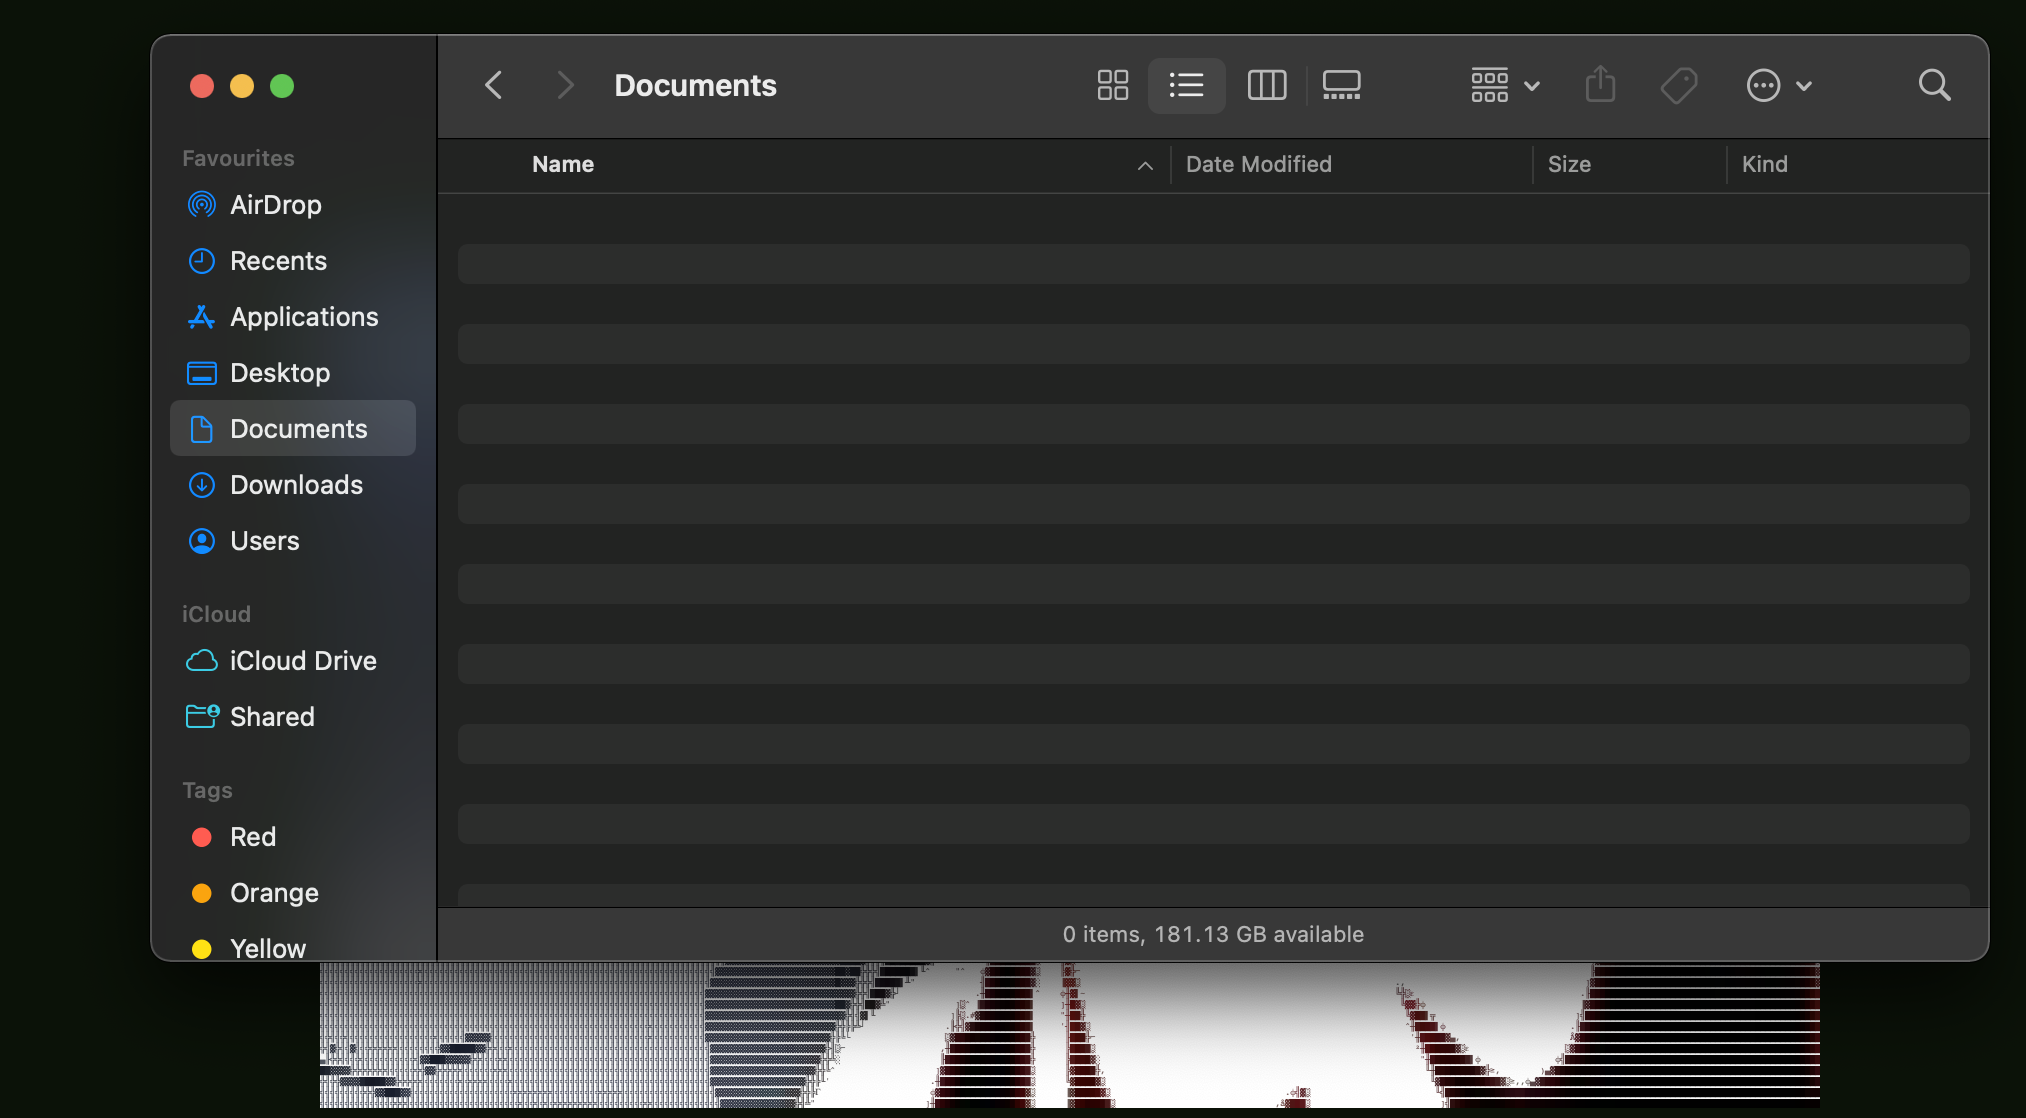 Documents
Favourites
AirDrop
Recents
Applications
Desktop
Documents
Downloads
Users
iCloud
iCloud Drive
Shared
Tags
Red
Orange
Yellow
Name
Date Modified
Size
Kind
0 items, 181.13 GB available